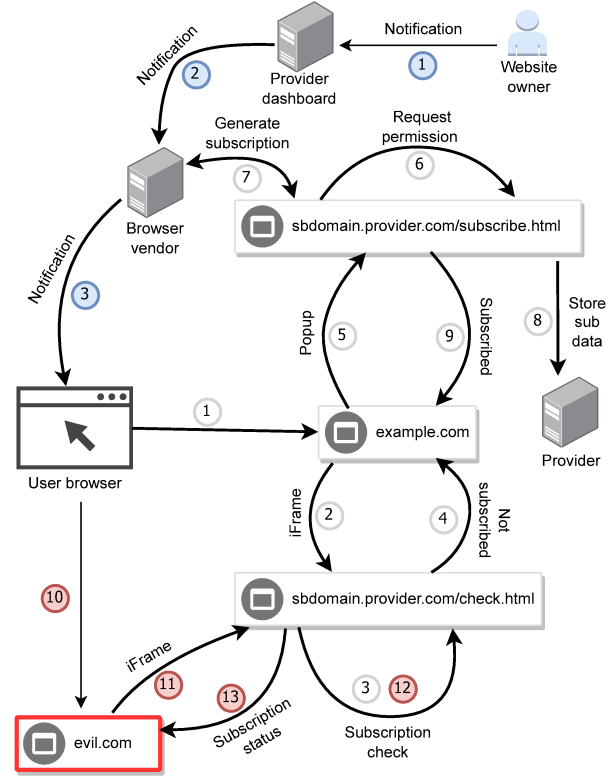 Notification
1
Website
owner
Provider
dashboard
Notification
2
Generate
subscription
7
Request
permission
6
Browser
vendor
sbdomain.provider.com/subscribe.html
Notification
3
Popup
5
9
Subscribed
8
Store
sub
data
Provider
1
example.com
User browser
iFrame
2
4
Not
subscribed
sbdomain.provider.com/check.html
10
iFrame
11
13
Subscription
status
3
12
Subscription
check
evil.com